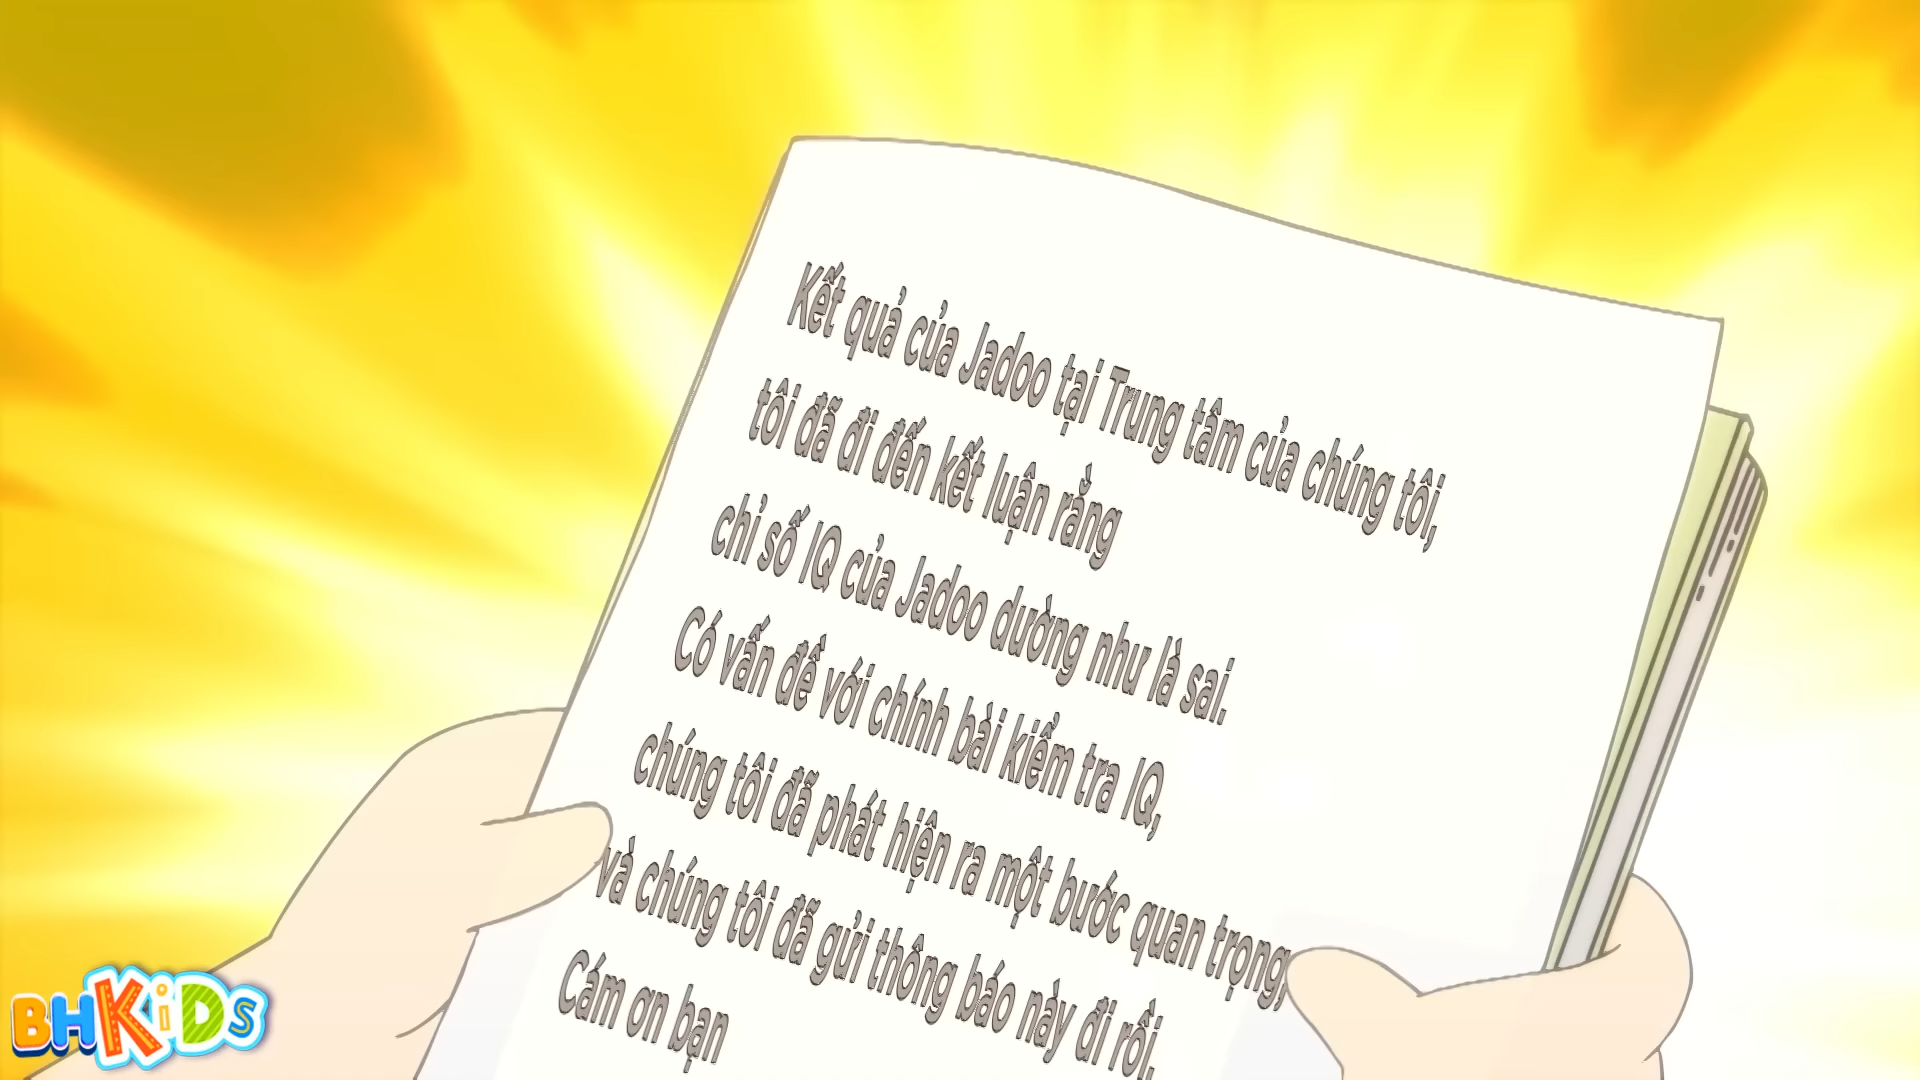 Kết quả của Jadoo tại Trung tâm của chúng tôi,
tôi đã đi đến kết luận rằng
chỉ số IQ của Jadoo dường như là sai.
Có vấn đề với chính bài kiểm tra IQ,
chúng tôi đã phát hiện ra một bước quan trọng,
và chúng tôi đã gửi thông báo này đi rồi.
Cám ơn bạn
BHKiDS